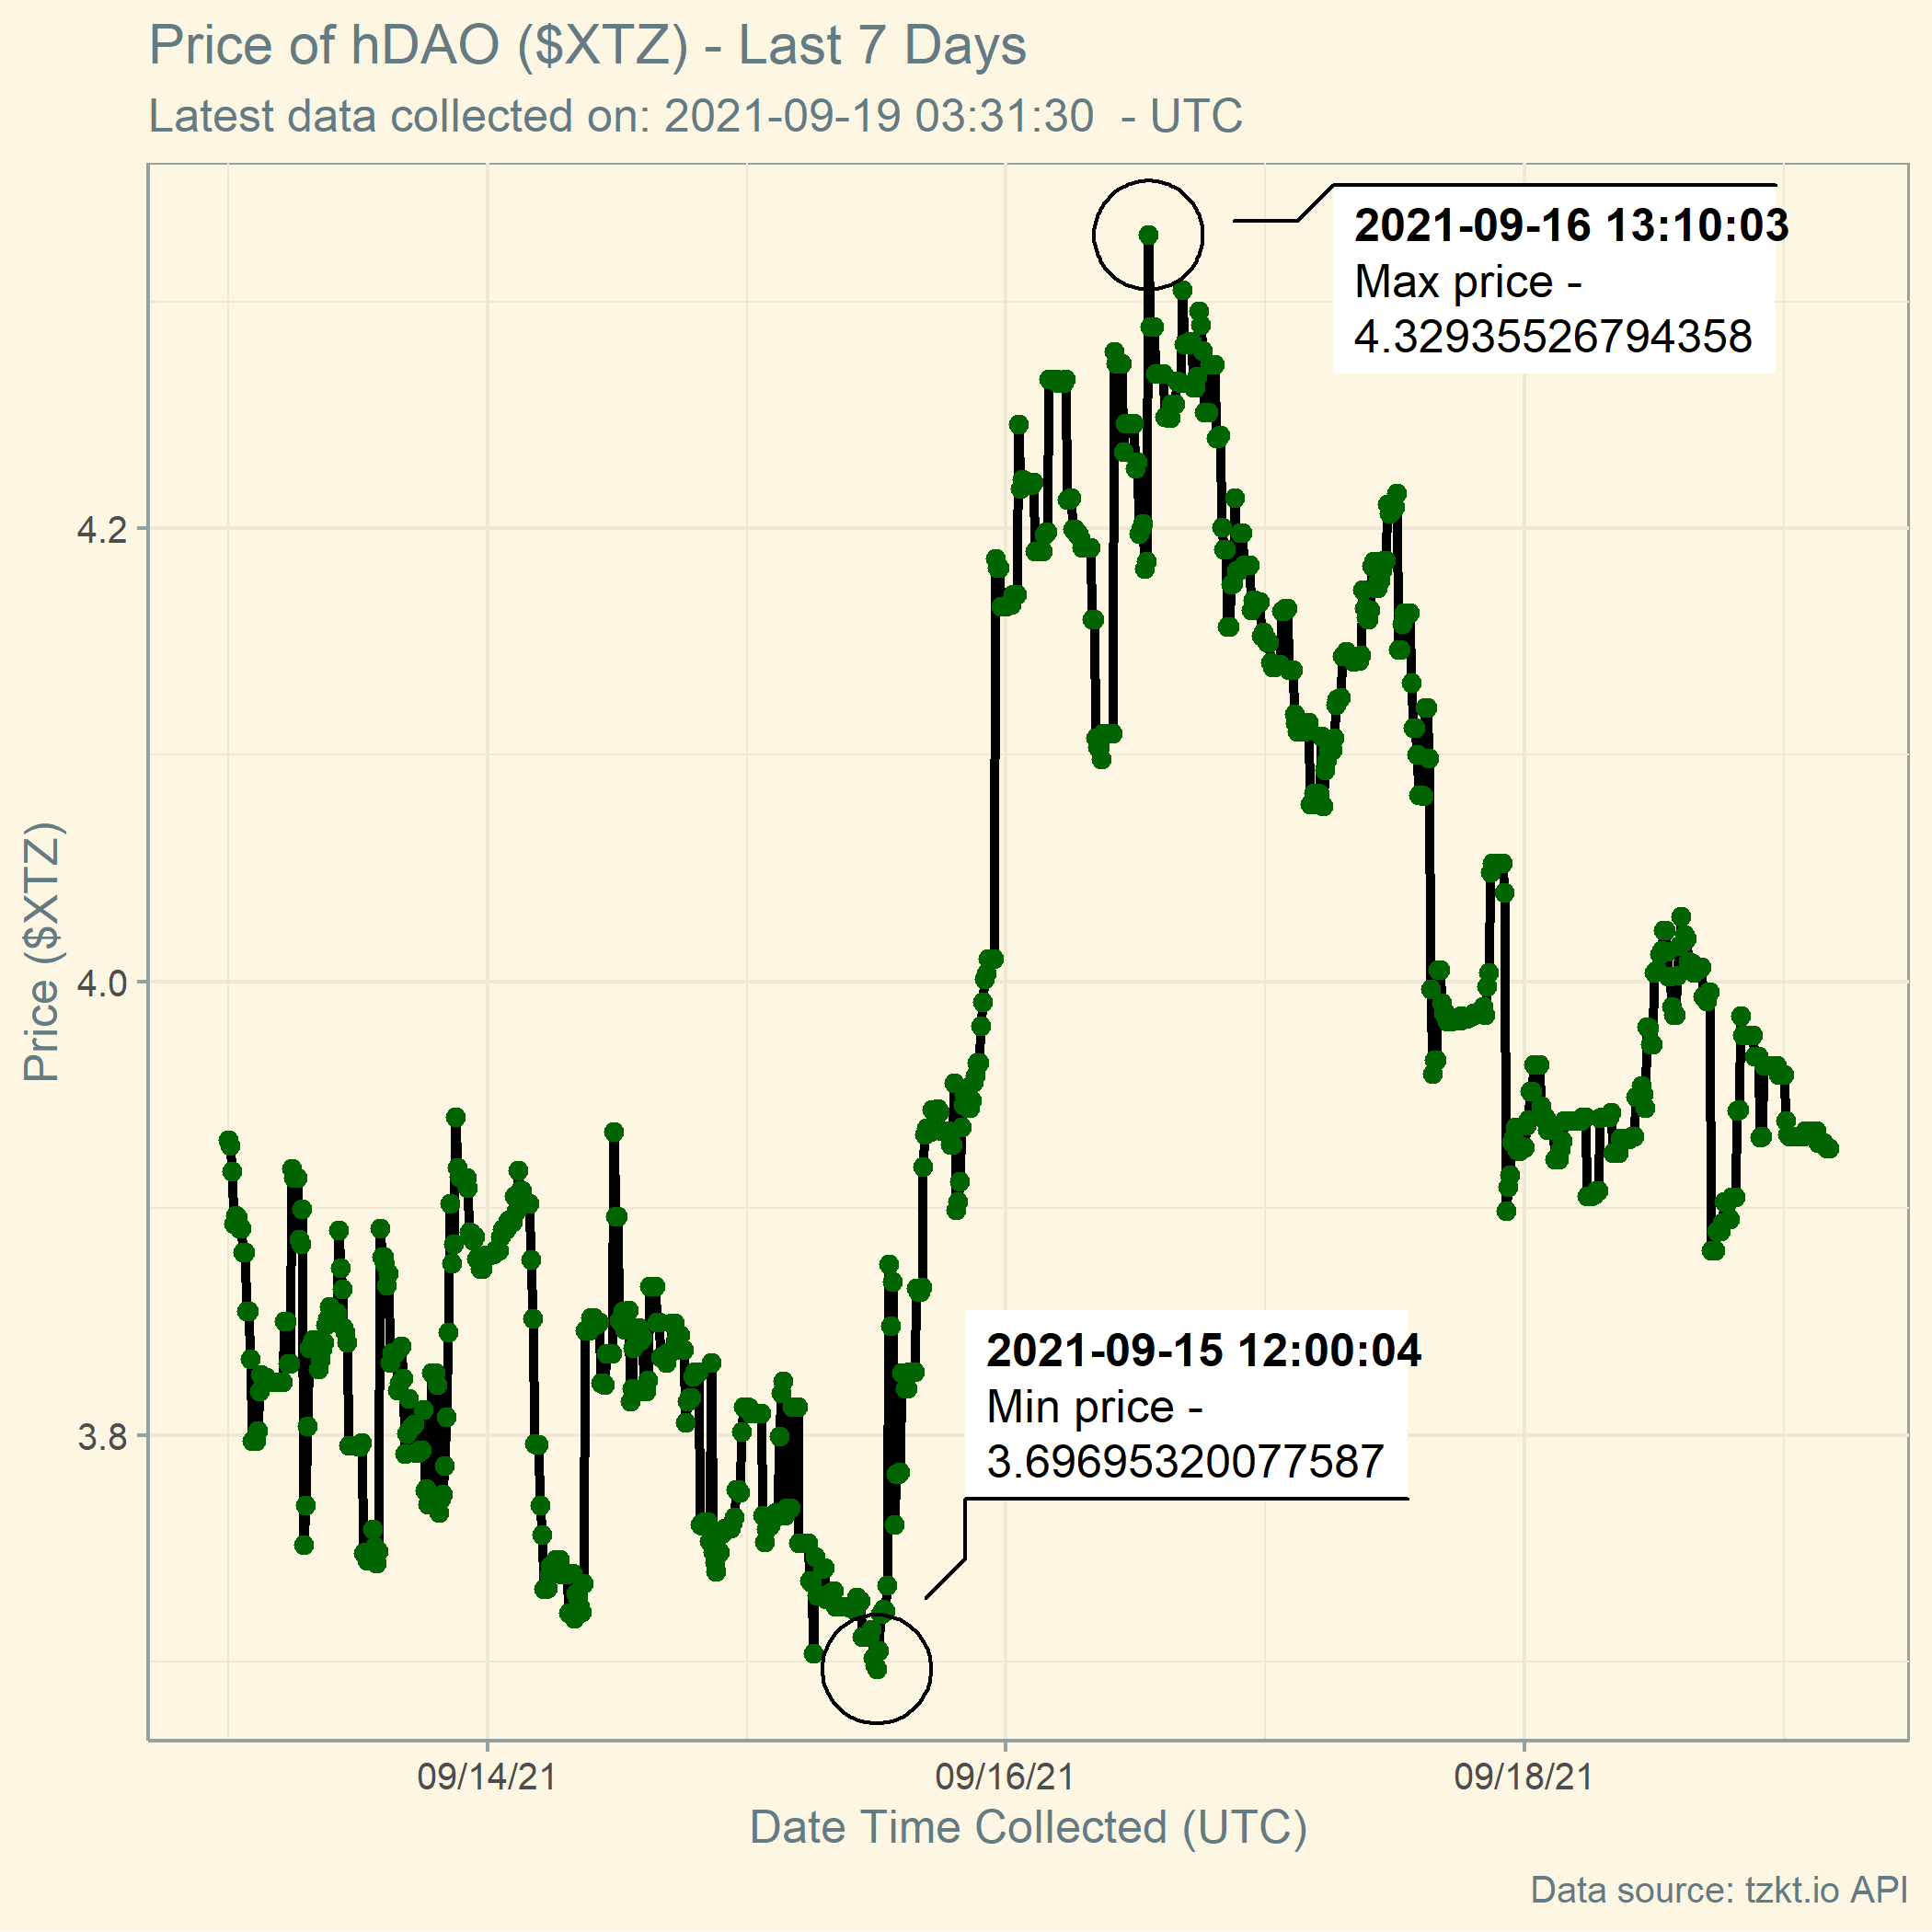 Price of hDAO ($XTZ) - Last 7 Days
Latest data collected on: 2021-09-19 03:31:30  - UTC
2021-09-16 13:10:03
Max price -
4.32935526794358
4.2
4.0
3.8
Price ($XTZ)
2021-09-15 12:00:04
Min price -
3.69695320077587
09/14/21
09/16/21
09/18/21
Date Time Collected (UTC)
Data source: tzkt.io API